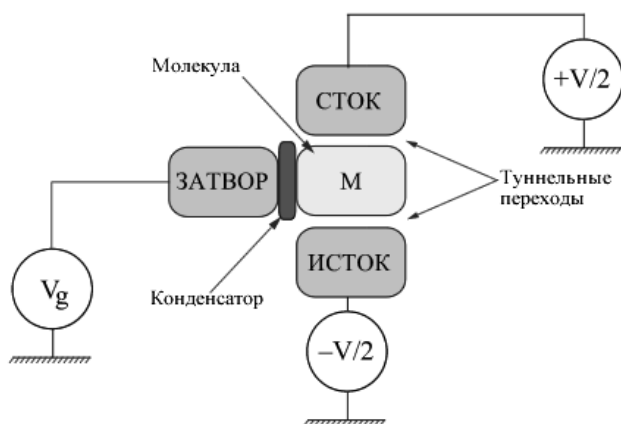 Молекула
СТОК
+V/2
ЗАТВОР
М
Туннельные
переходы
ИСТОК
Конденсатор
Vg
–V/2